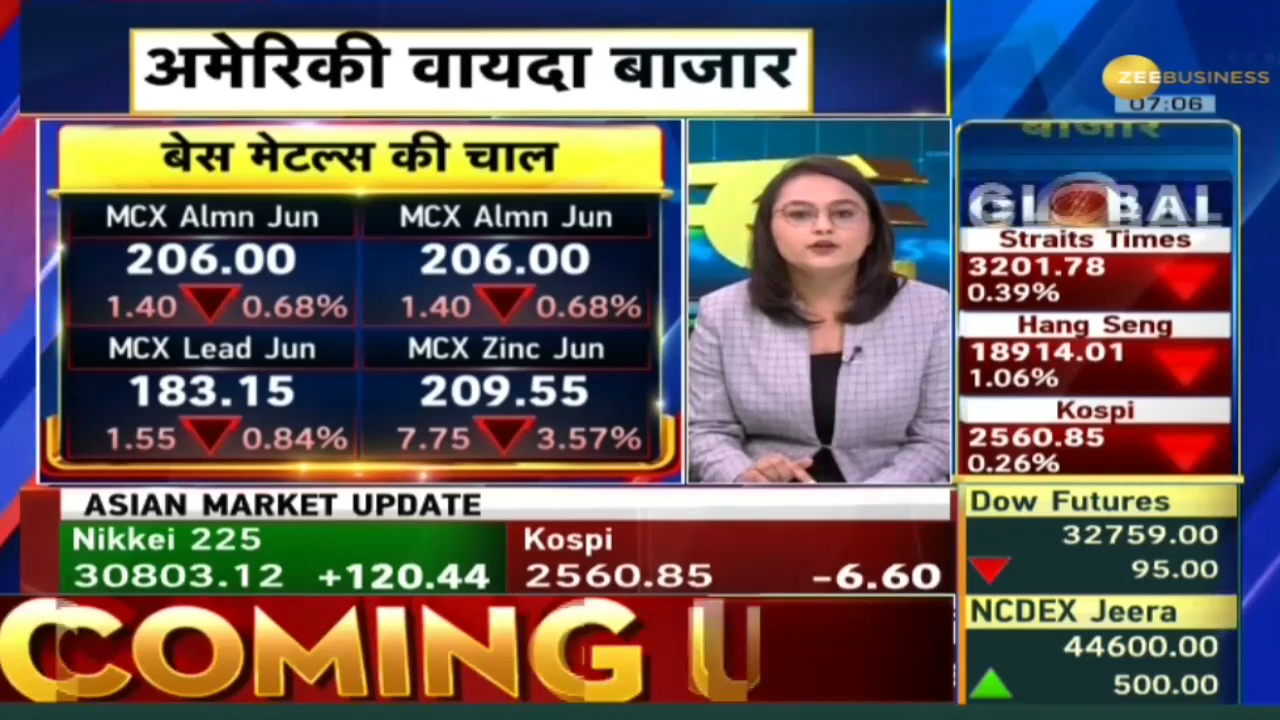 अमेरिकी वायदा बाजार
ZEEBUSINESS
07:06
बेस मेटल्स की चाल
MCX Almn Jun
206.00
1.40 0.68%
MCX Almn Jun
206.00
1.40 0.68%
MCX Lead Jun
183.15
1.55 0.84%
MCX Zinc Jun
209.55
7.75 3.57%
बाजार
GLOBAL
Straits Times
3201.78
0.39%
Hang Seng
18914.01
1.06%
Kospi
2560.85
0.26%
ASIAN MARKET UPDATE
Nikkei 225
30803.12 +120.44
Kospi
2560.85 -6.60
Dow Futures
32759.00
95.00
NCDEX Jeera
44600.00
500.00
COMING U